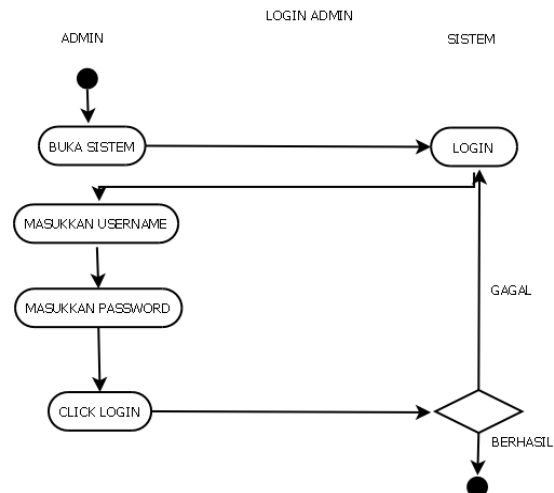 LOGIN ADMIN
ADMIN
SISTEM
BUKA SISTEM
LOGIN
MASUKKAN USERNAME
MASUKKAN PASSWORD
GAGAL
CLICK LOGIN
BERHASIL